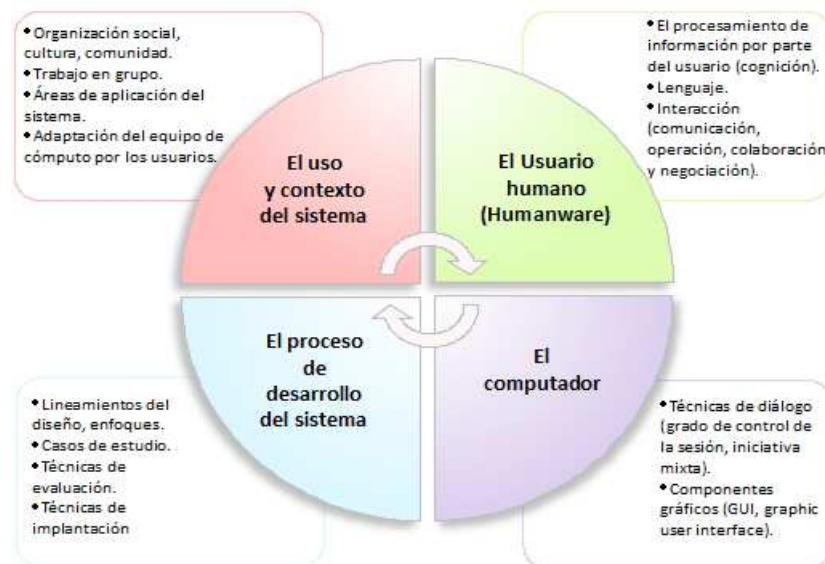 • Organización social,
cultura, comunidad.
• Trabajo en grupo.
• Áreas de aplicación del
sistema.
• Adaptación del equipo de
cómputo por los usuarios.
El uso
y contexto
del sistema
• El procesamiento de
información por parte
del usuario (cognición).
• Lenguaje.
• Interacción
(comunicación,
operación, colaboración
y negociación).
El Usuario
humano
(Humanware)
El proceso
de
desarrollo
del sistema
• Lineamientos del
diseño, enfoques.
• Casos de estudio.
• Técnicas de
evaluación.
• Técnicas de
implantación
El
computador
• Técnicas de diálogo
(grado de control de
la sesión, iniciativa
mixta).
• Componentes
gráficos (GUI, graphic
user interface).